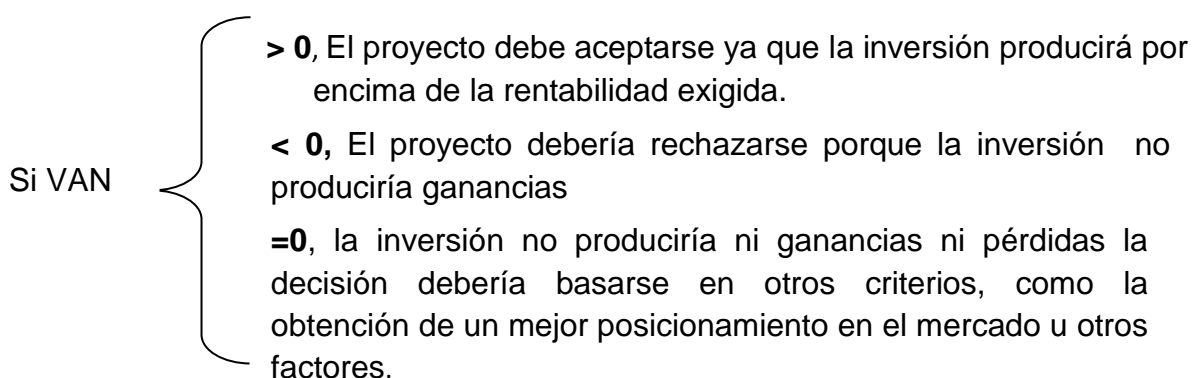 > 0, El proyecto debe aceptarse ya que la inversión producirá por
encima de la rentabilidad exigida.
< 0, El proyecto debería rechazarse porque la inversión no
produciría ganancias
Si VAN
=0, la inversión no produciría ni ganancias ni pérdidas la
decisión debería basarse en otros criterios, como la
obtención de un mejor posicionamiento en el mercado u otros
factores.